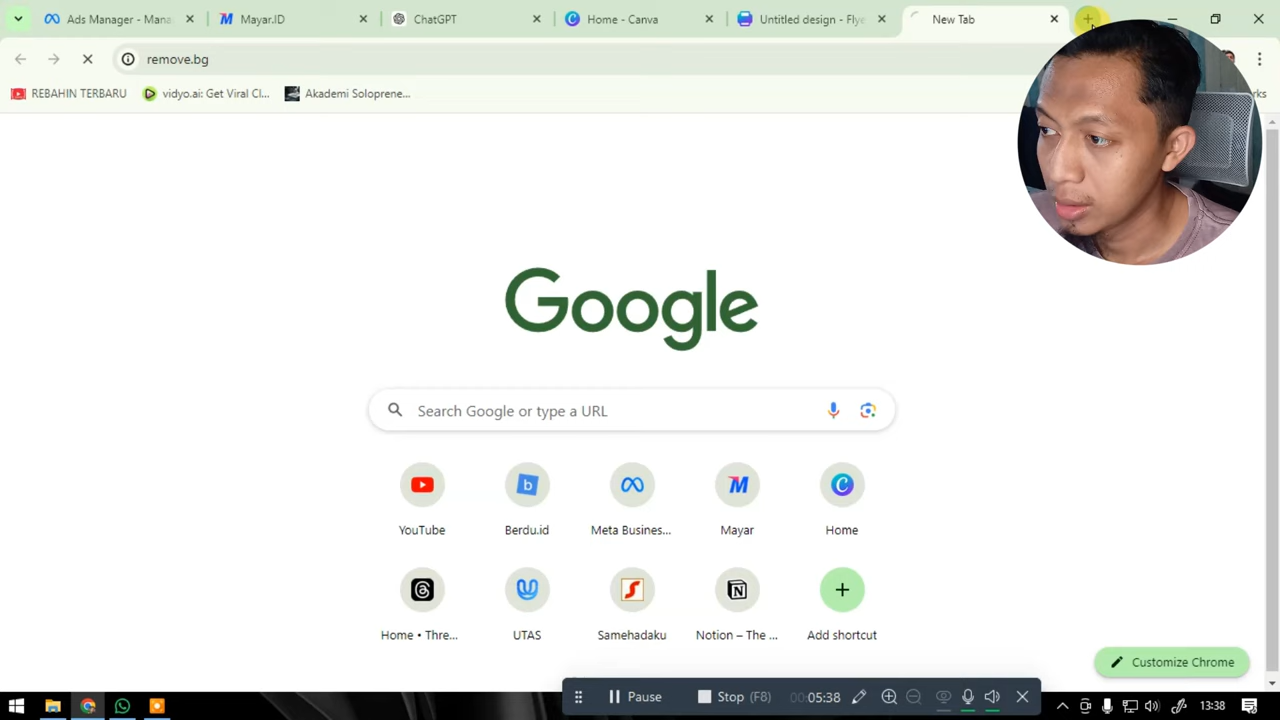 Ads Manager - Mana
Mayar.ID
ChatGPT
Home - Canva
Untitled design - Flye
New Tab
remove.bg
REBAHIN TERBARU
vidyo.ai: Get Viral Cl...
Akademi Soloprene...
Google
Search Google or type a URL
YouTube
Berdu.id
Meta Busines...
Mayar
Home
Home • Thre...
UTAS
Samehadaku
Notion – The ...
Add shortcut
Customize Chrome
Pause
Stop (F8)
00:05:38
13:38